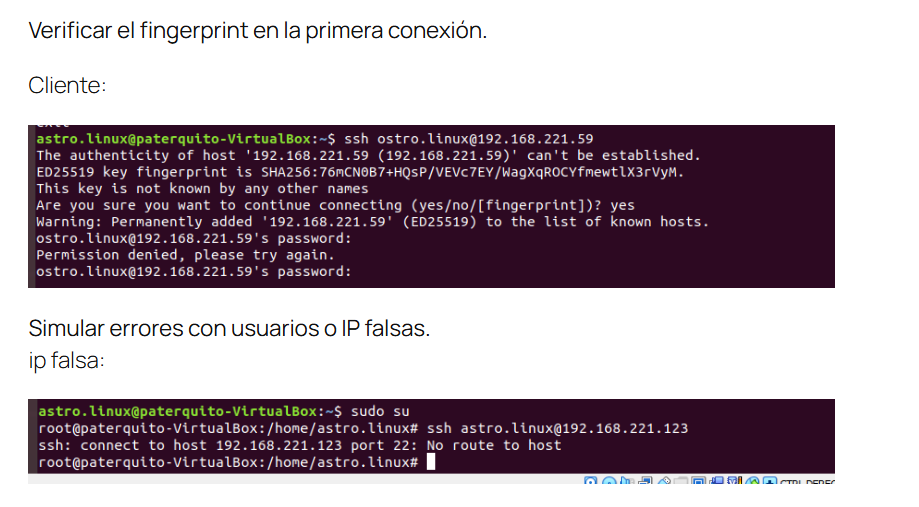 Verificar el fingerprint en la primera conexión.
Cliente:
astro.linux@paterquito-VirtualBox:~$ ssh ostro.linux@192.168.221.59
The authenticity of host '192.168.221.59 (192.168.221.59)' can't be established.
ED25519 key fingerprint is SHA256:76mCN0B7+HQsP/VEVc7EY/WagXqROCYfmewtlX3rVyM.
This key is not known by any other names
Are you sure you want to continue connecting (yes/no/[fingerprint])? yes
Warning: Permanently added '192.168.221.59' (ED25519) to the list of known hosts.
ostro.linux@192.168.221.59's password:
Permission denied, please try again.
ostro.linux@192.168.221.59's password:
Simular errores con usuarios o IP falsas.
ip falsa:
astro.linux@paterquito-VirtualBox:~$ sudo su
root@paterquito-VirtualBox:/home/astro.linux# ssh astro.linux@192.168.221.123
ssh: connect to host 192.168.221.123 port 22: No route to host
root@paterquito-VirtualBox:/home/astro.linux#